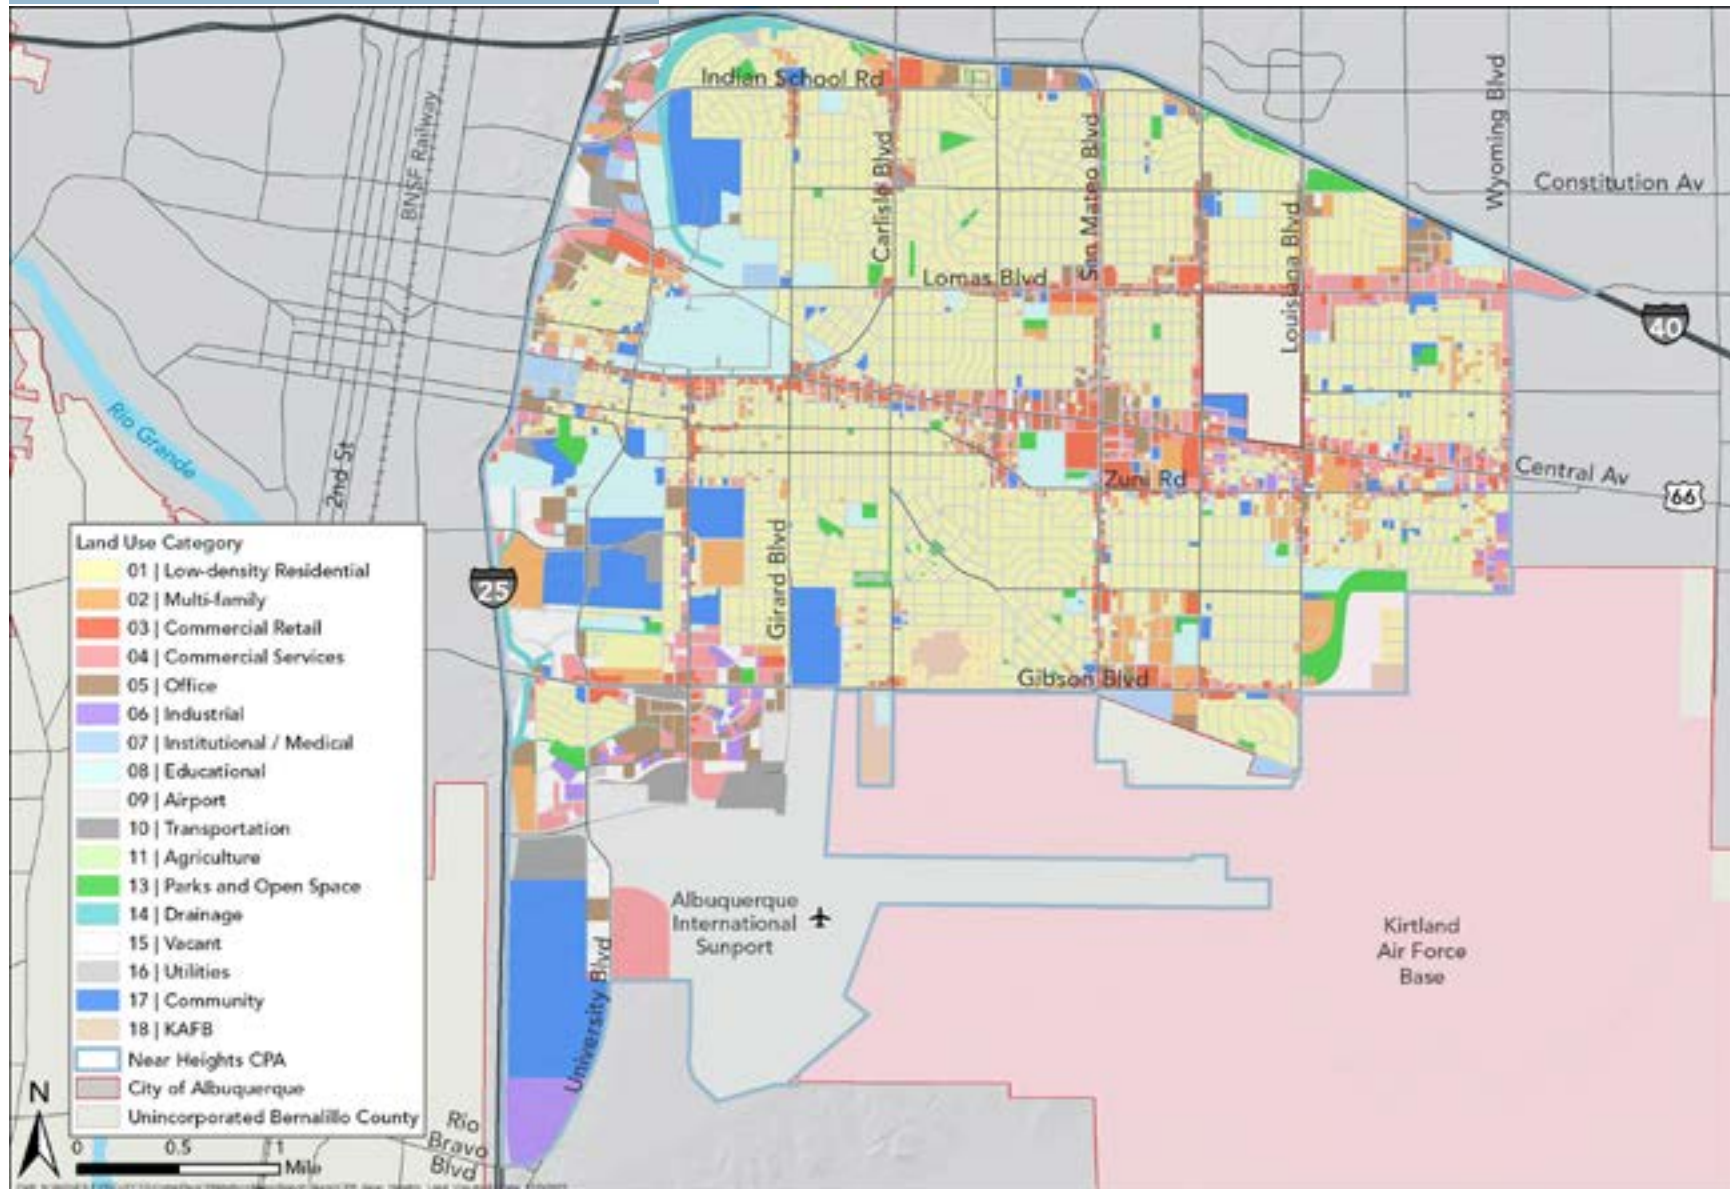 Indian School Rd
BNSF Railway
Carlisle Blvd
San Mateo Blvd
Wyoming Blvd
Constitution Av
Louisiana Blvd
Lomas Blvd
40
Rio Grande
2nd St
Central Av
66
Zuni Rd
Girard Blvd
25
Gibson Blvd
Land Use Category
01 | Low-density Residential
02 | Multi-family
03 | Commercial Retail
04 | Commercial Services
05 | Office
06 | Industrial
07 | Institutional / Medical
08 | Educational
09 | Airport
10 | Transportation
11 | Agriculture
13 | Parks and Open Space
14 | Drainage
15 | Vacant
16 | Utilities
17 | Community
18 | KAFB
Near Heights CPA
City of Albuquerque
Unincorporated Bernalillo County
Albuquerque
International
Sunport
Kirtland
Air Force
Base
University Blvd
Rio
Bravo
Blvd
N
0 0.5 1
Mile